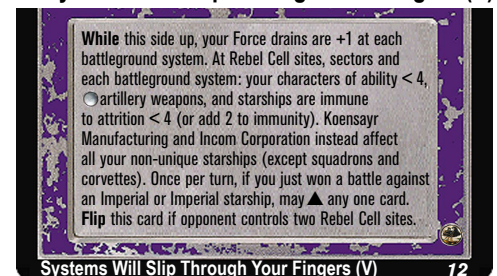 While this side up, your Force drains are +1 at each
battleground system. At Rebel Cell sites, sectors and
each battleground system: your characters of ability < 4,
artillery weapons, and starships are immune
to attrition < 4 (or add 2 to immunity). Koensayr
Manufacturing and Incom Corporation instead affect
all your non-unique starships (except squadrons and
corvettes). Once per turn, if you just won a battle against
an Imperial or Imperial starship, may ▲ any one card.
Flip this card if opponent controls two Rebel Cell sites.
Systems Will Slip Through Your Fingers (V) 12